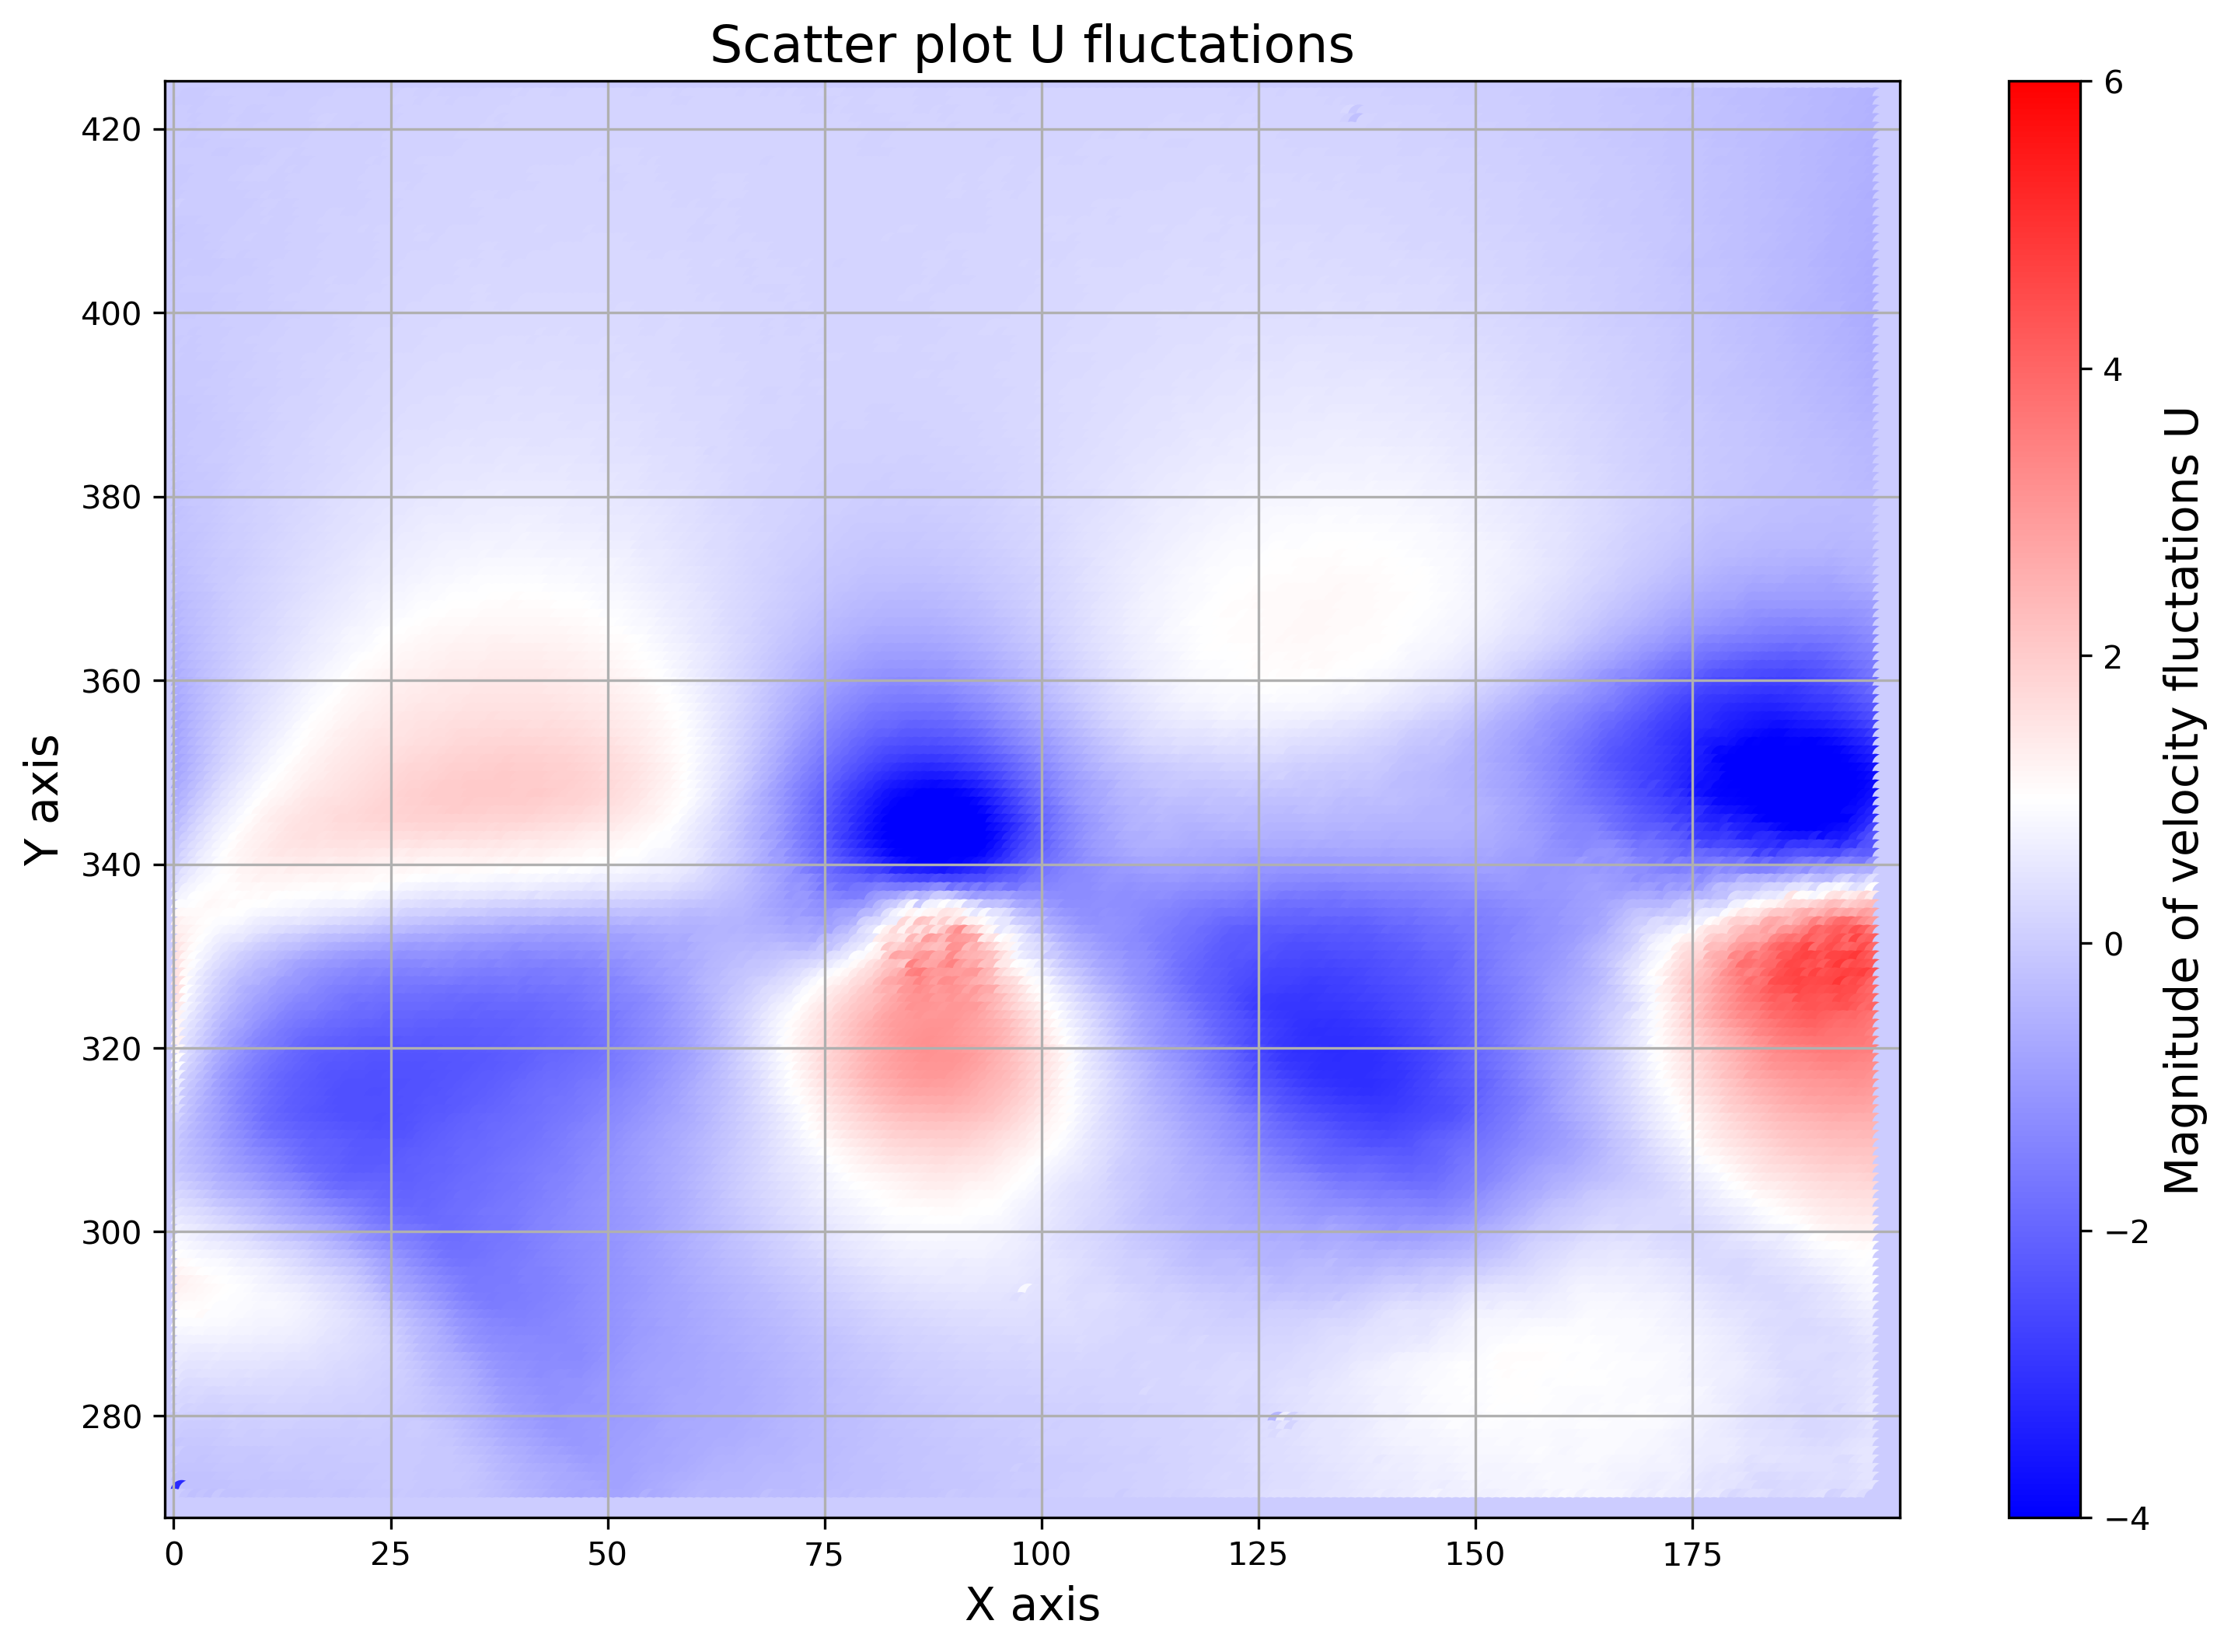 Scatter plot U fluctations
Y axis
420
400
380
360
340
320
300
280
0 25 50 75 100 125 150 175
X axis
6
4
2
0
−2
−4
Magnitude of velocity fluctations U